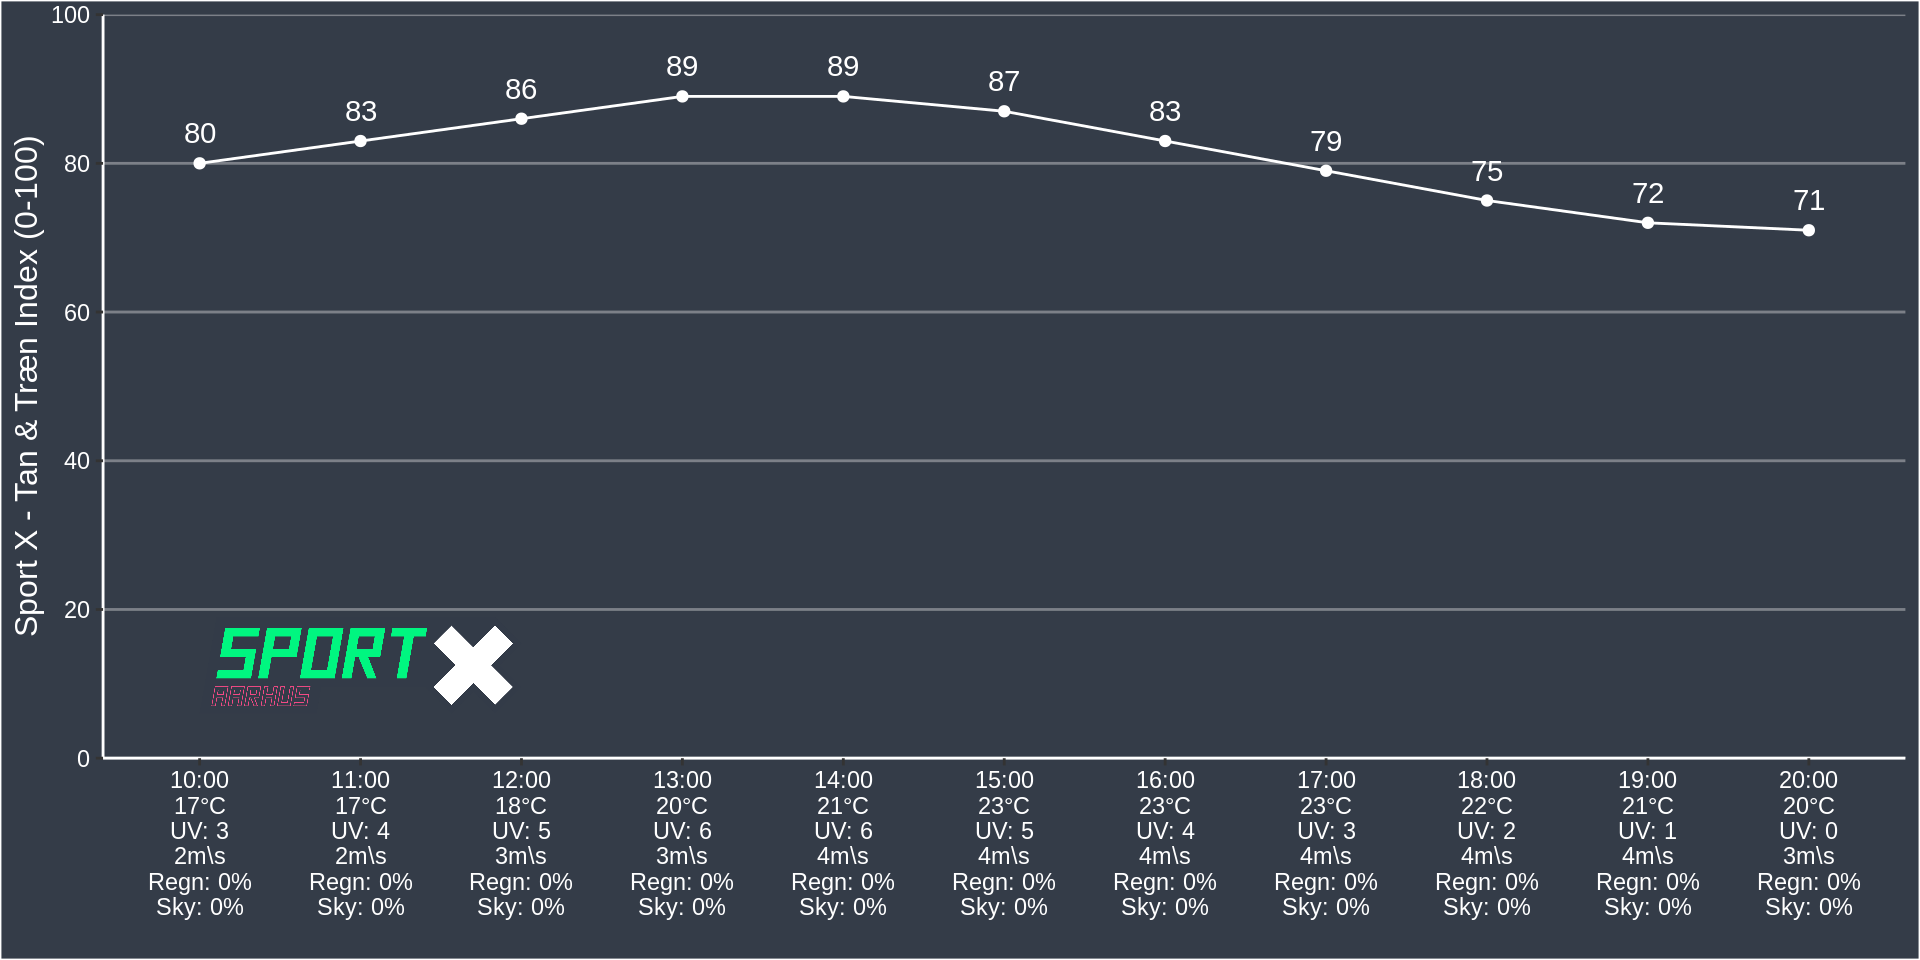 Sport X - Tan & Træn Index (0-100)
100
80
60
40
20
0
80 83 86 89 89 87 83 79 75 72 71
SPORT X
AARHUS
10:00 11:00 12:00 13:00 14:00 15:00 16:00 17:00 18:00 19:00 20:00
17°C 17°C 18°C 20°C 21°C 23°C 23°C 23°C 22°C 21°C 20°C
UV: 3 UV: 4 UV: 5 UV: 6 UV: 6 UV: 5 UV: 4 UV: 3 UV: 2 UV: 1 UV: 0
2m\s 2m\s 3m\s 3m\s 4m\s 4m\s 4m\s 4m\s 4m\s 4m\s 3m\s
Regn: 0% Regn: 0% Regn: 0% Regn: 0% Regn: 0% Regn: 0% Regn: 0% Regn: 0% Regn: 0% Regn: 0% Regn: 0%
Sky: 0% Sky: 0% Sky: 0% Sky: 0% Sky: 0% Sky: 0% Sky: 0% Sky: 0% Sky: 0% Sky: 0% Sky: 0%